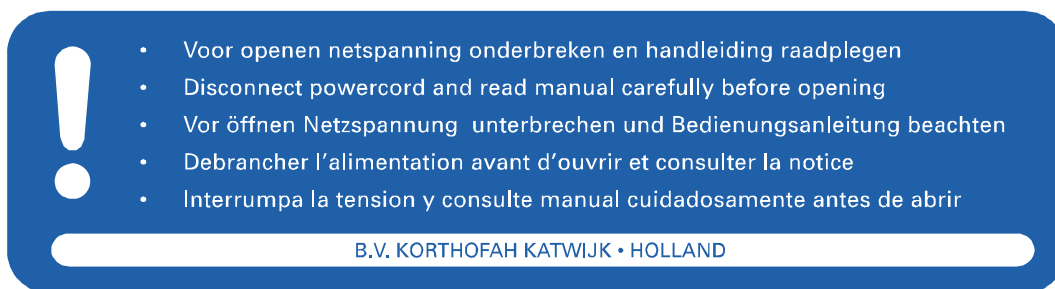 • Voor openen netspanning onderbreken en handleiding raadplegen
• Disconnect powercord and read manual carefully before opening
• Vor öffnen Netzspannung unterbrechen und Bedienungsanleitung beachten
• Debrancher l'alimentation avant d'ouvrir et consulter la notice
• Interrumpa la tension y consulte manual cuidadosamente antes de abrir
B.V. KORTHOFAH KATWIJK • HOLLAND